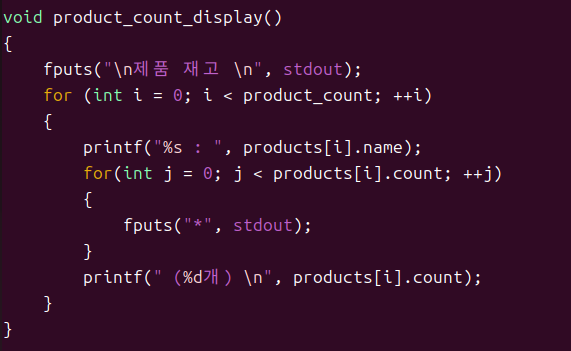 void product_count_display()
{
    fputs("\n제품 재고 \n", stdout);
    for (int i = 0; i < product_count; ++i)
    {
        printf("%s : ", products[i].name);
        for(int j = 0; j < products[i].count; ++j)
        {
            fputs("*", stdout);
        }
        printf(" (%d개) \n", products[i].count);
    }
}